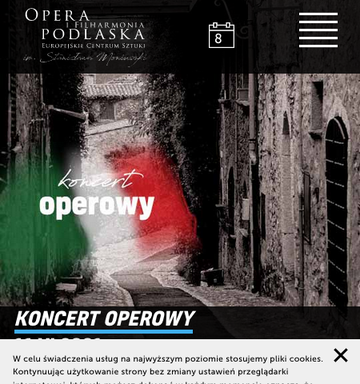 OPERA
I FILHARMONIA
PODLASKA
EUROPEJSKIE CENTRUM SZTUKI
im. Stanisława Moniuszki
8
koncert
operowy
KONCERT OPEROWY
W celu świadczenia usług na najwyższym poziomie stosujemy pliki cookies.
Kontynuując użytkowanie strony bez zmiany ustawień przeglądarki